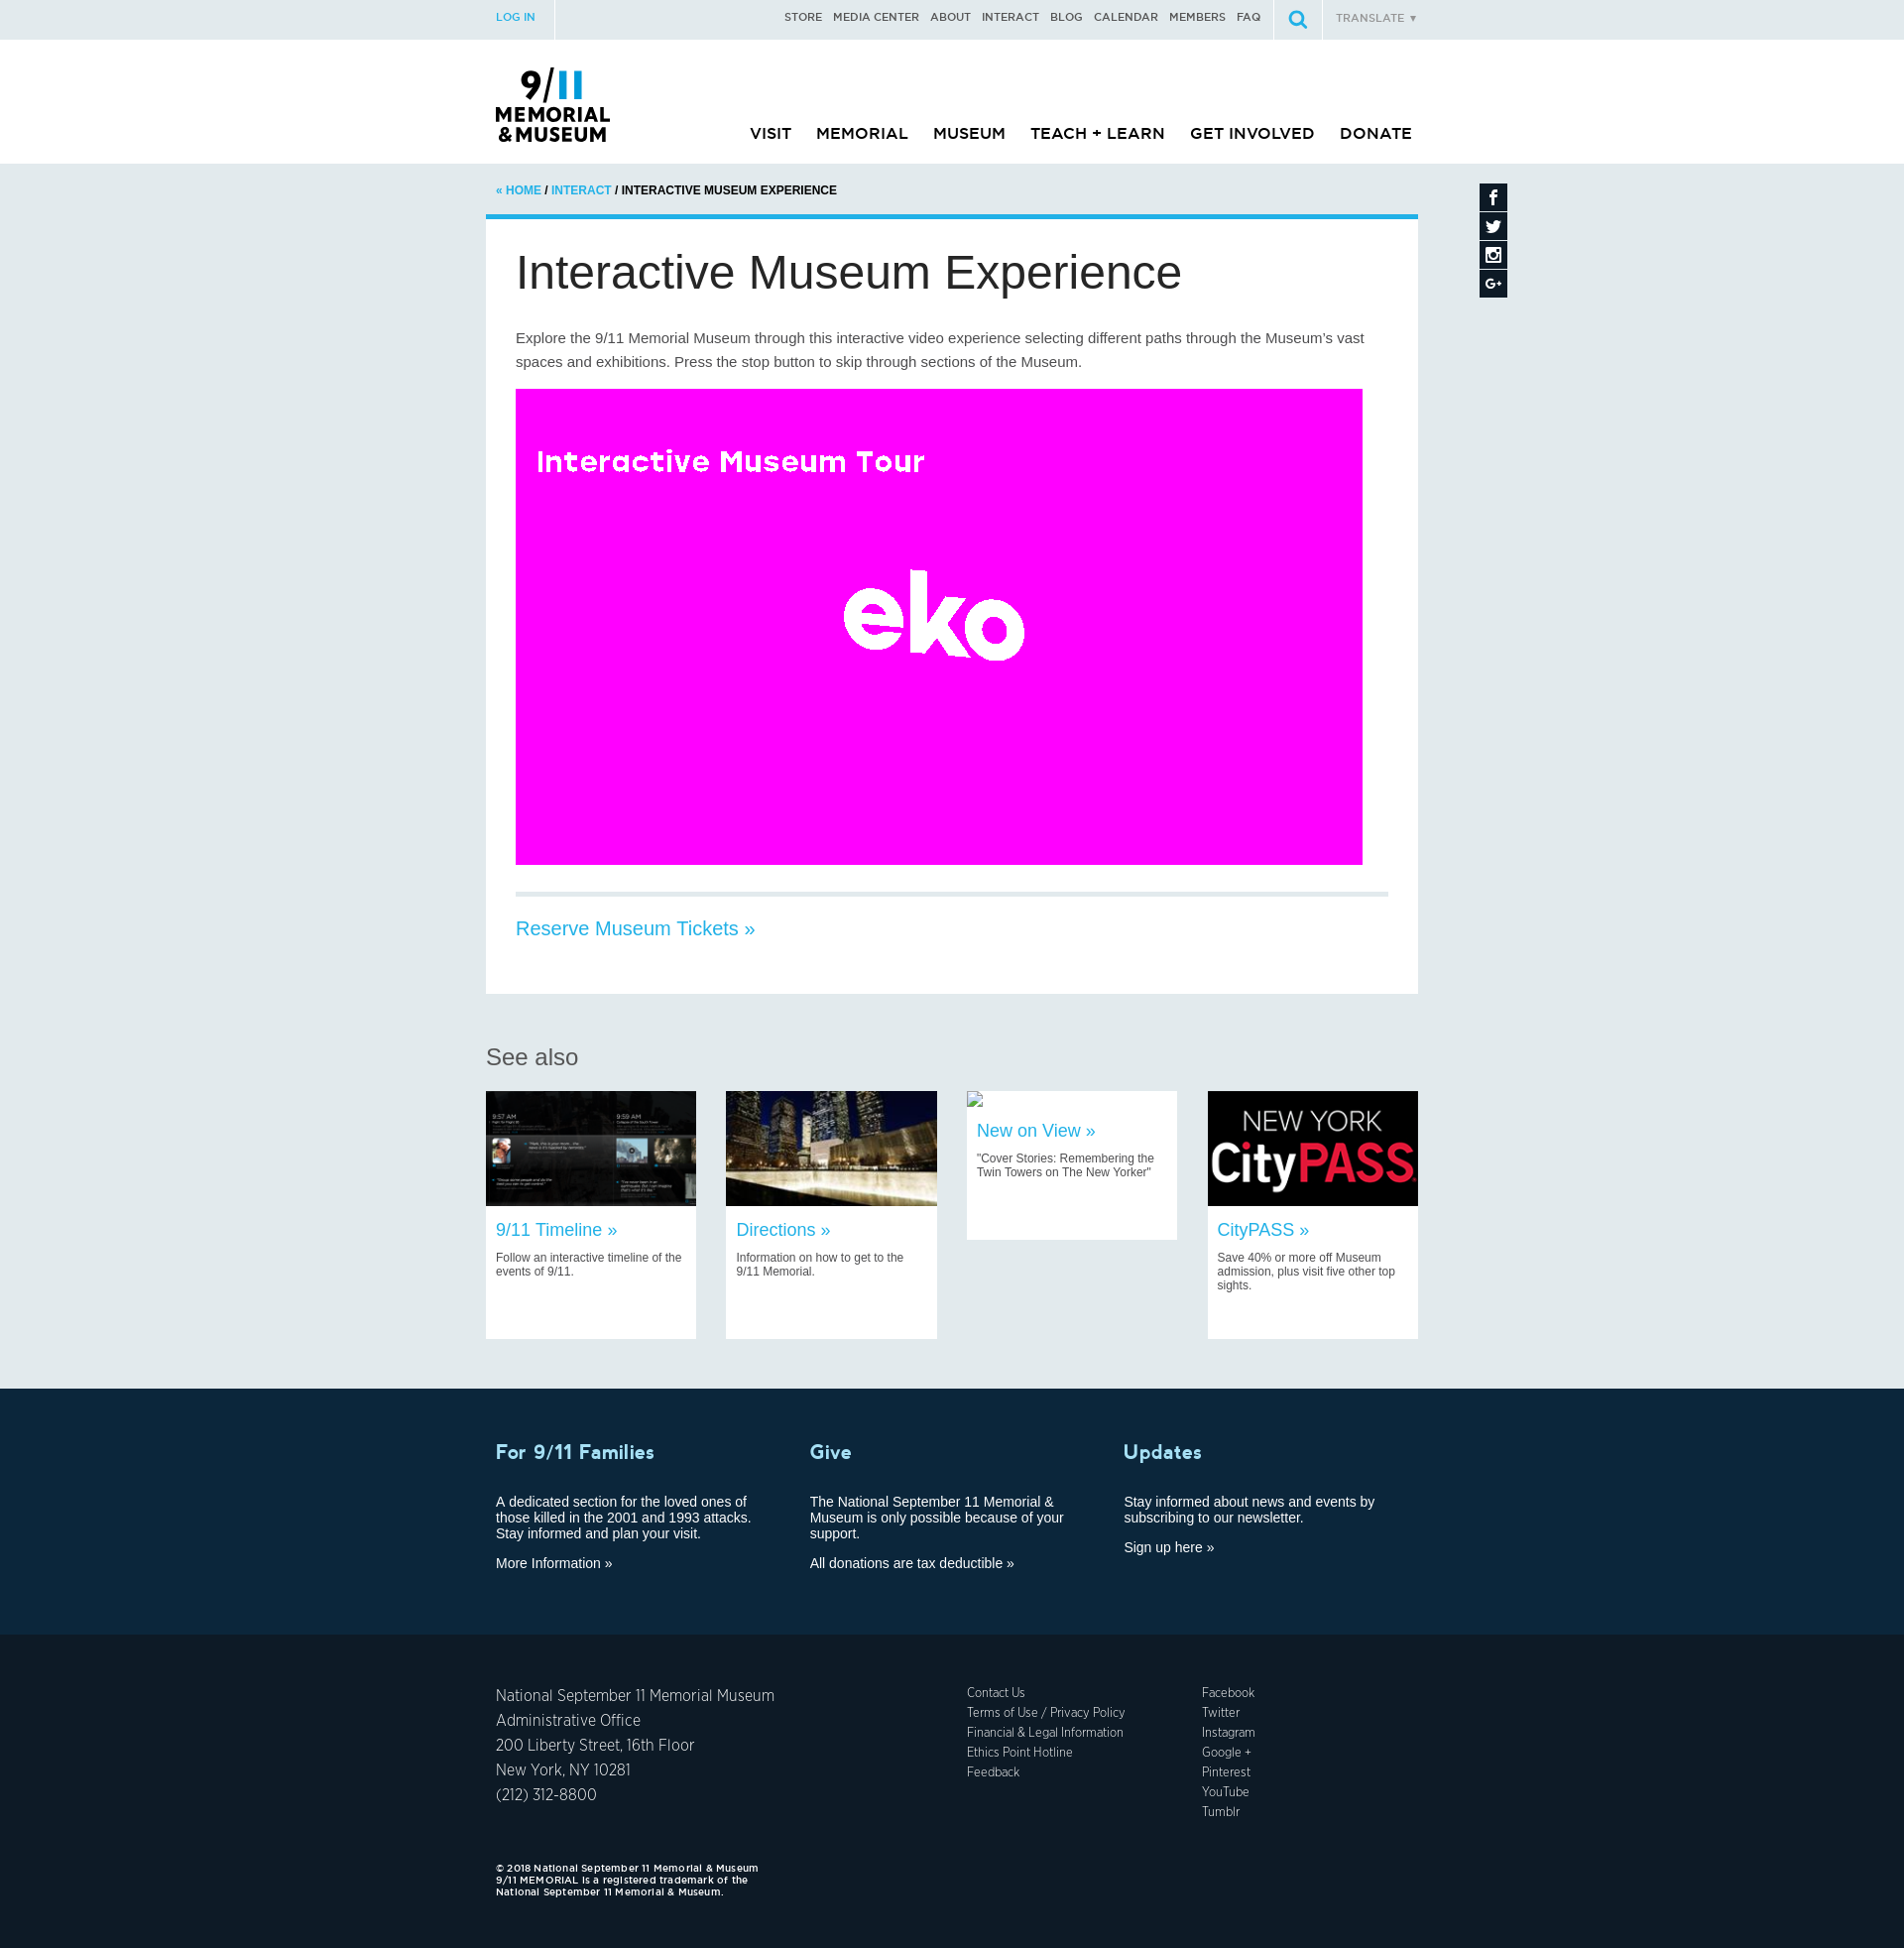 LOG IN
STORE MEDIA CENTER ABOUT INTERACT BLOG CALENDAR MEMBERS FAQ
TRANSLATE ▼
9/11
MEMORIAL
&MUSEUM
VISIT MEMORIAL MUSEUM TEACH + LEARN GET INVOLVED DONATE
« HOME / INTERACT / INTERACTIVE MUSEUM EXPERIENCE
Interactive Museum Experience
Explore the 9/11 Memorial Museum through this interactive video experience selecting different paths through the Museum's vast
spaces and exhibitions. Press the stop button to skip through sections of the Museum.
Interactive Museum Tour
eko
Reserve Museum Tickets »
See also
9:57 AM
9:59 AM
9/11 Timeline »
Follow an interactive timeline of the
events of 9/11.
Directions »
Information on how to get to the
9/11 Memorial.
New on View »
"Cover Stories: Remembering the
Twin Towers on The New Yorker"
NEW YORK
CityPASS
CityPASS »
Save 40% or more off Museum
admission, plus visit five other top
sights.
For 9/11 Families
A dedicated section for the loved ones of
those killed in the 2001 and 1993 attacks.
Stay informed and plan your visit.
More Information »
Give
The National September 11 Memorial &
Museum is only possible because of your
support.
All donations are tax deductible »
Updates
Stay informed about news and events by
subscribing to our newsletter.
Sign up here »
National September 11 Memorial Museum
Administrative Office
200 Liberty Street, 16th Floor
New York, NY 10281
(212) 312-8800
Contact Us
Terms of Use / Privacy Policy
Financial & Legal Information
Ethics Point Hotline
Feedback
Facebook
Twitter
Instagram
Google +
Pinterest
YouTube
Tumblr
© 2018 National September 11 Memorial & Museum
9/11 MEMORIAL is a registered trademark of the
National September 11 Memorial & Museum.